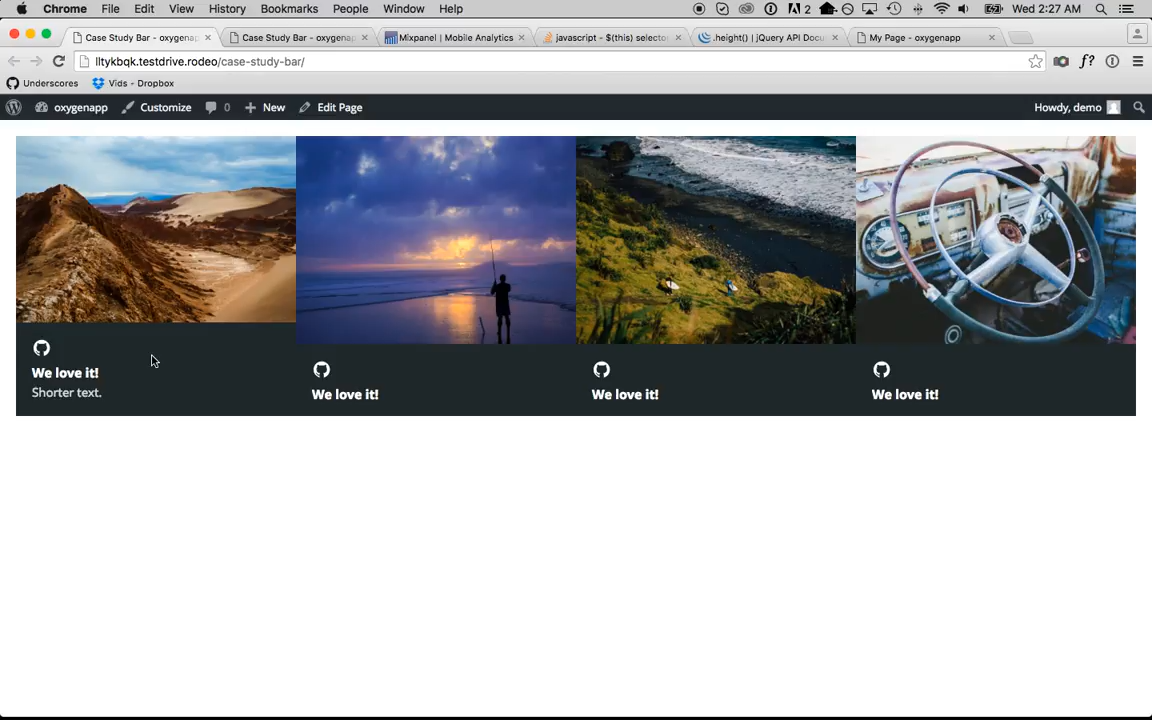 Chrome File Edit View History Bookmarks People Window Help 2 Wed 2:27 AM
Case Study Bar - oxygenap Case Study Bar - oxygenap Mixpanel | Mobile Analytics javascript - $(this) selector .height() | jQuery API Docu My Page - oxygenapp
lltykbqk.testdrive.rodeo/case-study-bar/ f?
Underscores Vids - Dropbox
oxygenapp Customize 0 New Edit Page Howdy, demo
We love it!
Shorter text.
We love it!
We love it!
We love it!